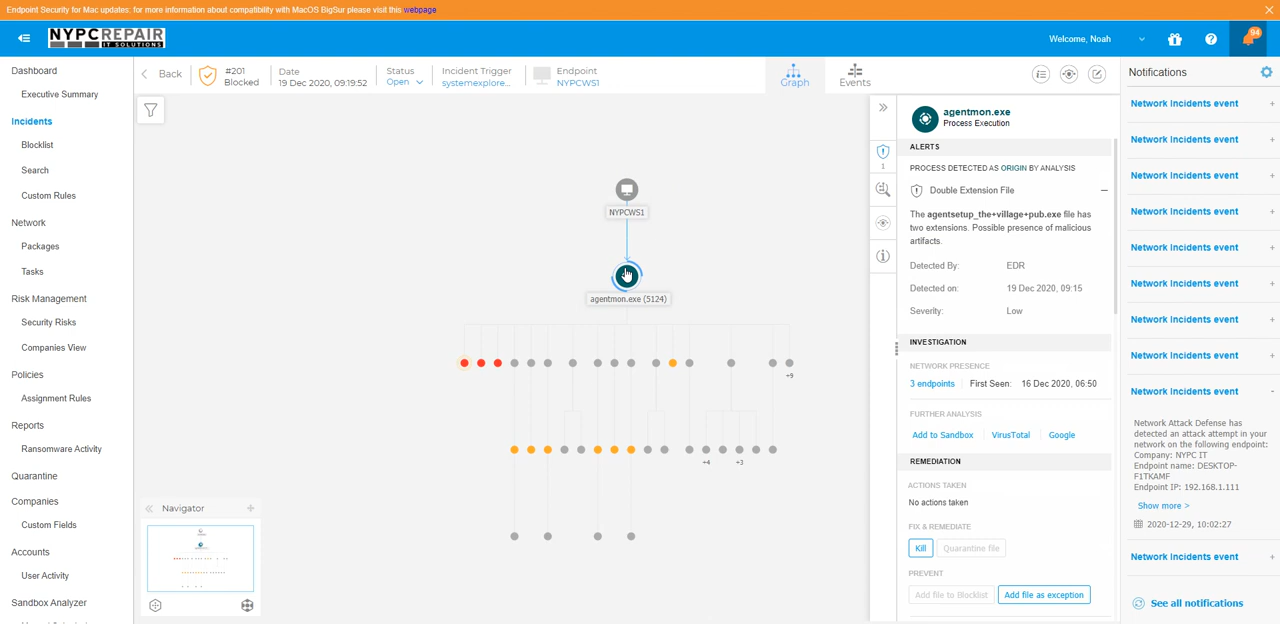 Endpoint Security for Mac updates: for more information about compatibility with MacOS BigSur please visit this webpage
NYPCREPAIR
IT SOLUTIONS
Welcome, Noah
94
Dashboard
Executive Summary
Incidents
Blocklist
Search
Custom Rules
Network
Packages
Tasks
Risk Management
Security Risks
Companies View
Policies
Assignment Rules
Reports
Ransomware Activity
Quarantine
Companies
Custom Fields
Accounts
User Activity
Sandbox Analyzer
Back
#201
Blocked
Date
19 Dec 2020, 09:19:52
Status
Open
Incident Trigger
systemexplore...
Endpoint
NYPCWS1
Graph
Events
NYPCWS1
agentmon.exe (5124)
+9
+4
+3
Navigator
1
agentmon.exe
Process Execution
ALERTS
PROCESS DETECTED AS ORIGIN BY ANALYSIS
Double Extension File
The agentsetup_the+village+pub.exe file has
two extensions. Possible presence of malicious
artifacts.
Detected By: EDR
Detected on: 19 Dec 2020, 09:15
Severity: Low
INVESTIGATION
NETWORK PRESENCE
3 endpoints First Seen: 16 Dec 2020, 06:50
FURTHER ANALYSIS
Add to Sandbox VirusTotal Google
REMEDIATION
ACTIONS TAKEN
No actions taken
FIX & REMEDIATE
Kill Quarantine file
PREVENT
Add file to Blocklist Add file as exception
Notifications
Network Incidents event +
Network Incidents event +
Network Incidents event +
Network Incidents event +
Network Incidents event +
Network Incidents event +
Network Incidents event +
Network Incidents event +
Network Incidents event -
Network Attack Defense has
detected an attack attempt in your
network on the following endpoint:
Company: NYPC IT
Endpoint name: DESKTOP-
F1TKAMF
Endpoint IP: 192.168.1.111
Show more >
2020-12-29, 10:02:27
Network Incidents event +
See all notifications